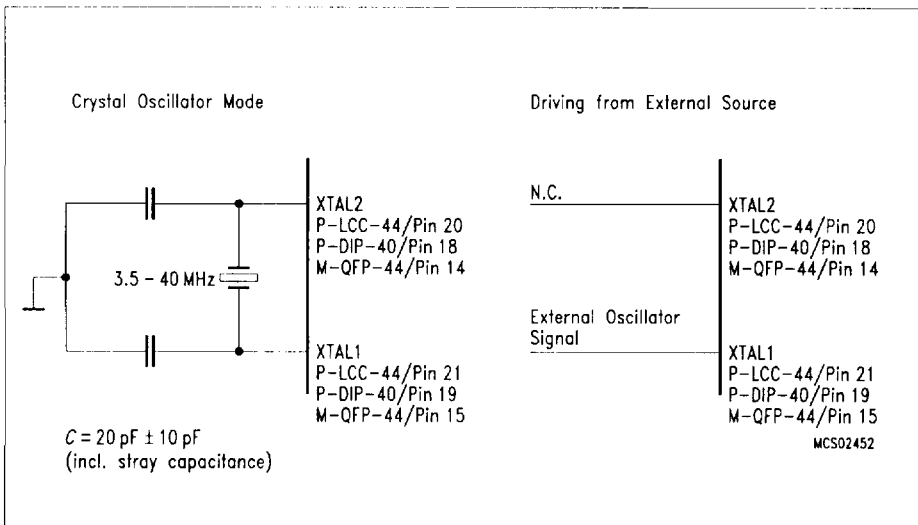 Crystal Oscillator Mode
XTAL2
P-LCC-44/Pin 20
P-DIP-40/Pin 18
M-QFP-44/Pin 14
3.5 – 40 MHz
XTAL1
P-LCC-44/Pin 21
P-DIP-40/Pin 19
M-QFP-44/Pin 15
C = 20 pF ± 10 pF
(incl. stray capacitance)
Driving from External Source
N.C.
XTAL2
P-LCC-44/Pin 20
P-DIP-40/Pin 18
M-QFP-44/Pin 14
External Oscillator
Signal
XTAL1
P-LCC-44/Pin 21
P-DIP-40/Pin 19
M-QFP-44/Pin 15
MCS02452